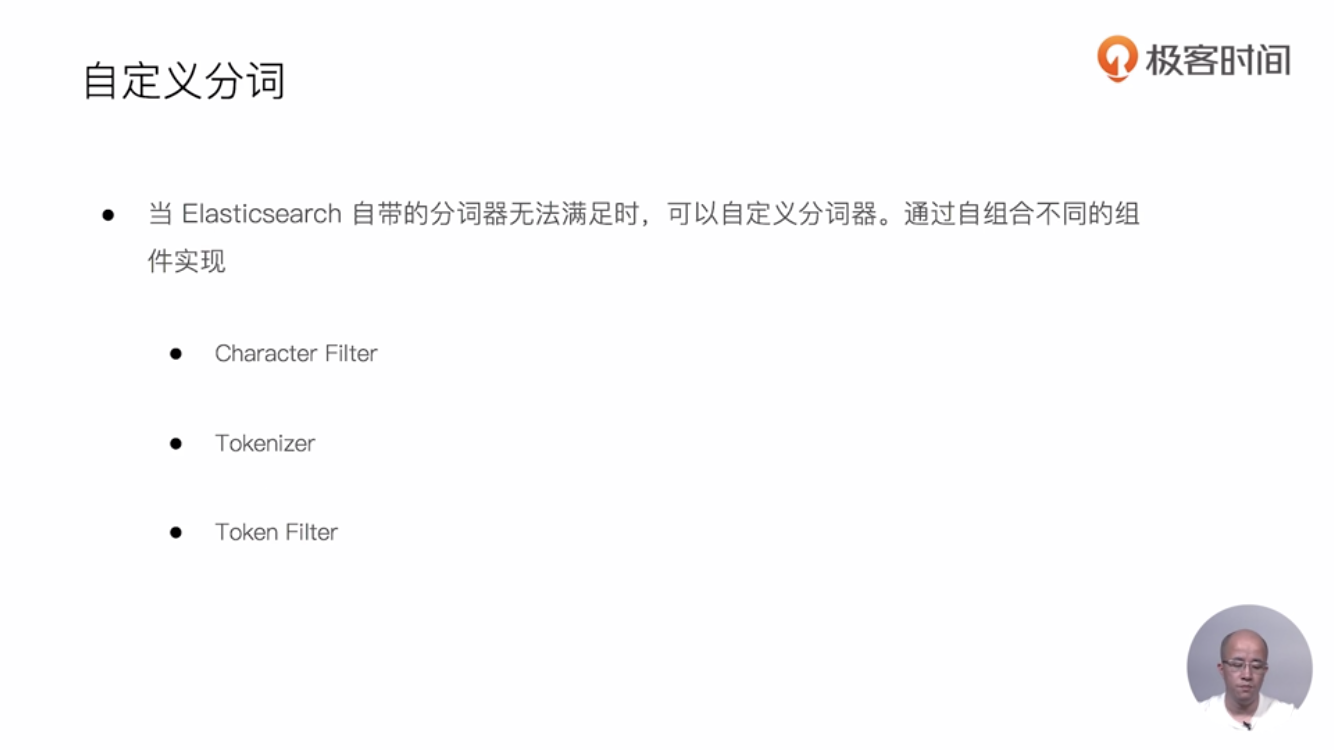 自定义分词
极客时间
当 Elasticsearch 自带的分词器无法满足时，可以自定义分词器。通过自组合不同的组
件实现
Character Filter
Tokenizer
Token Filter